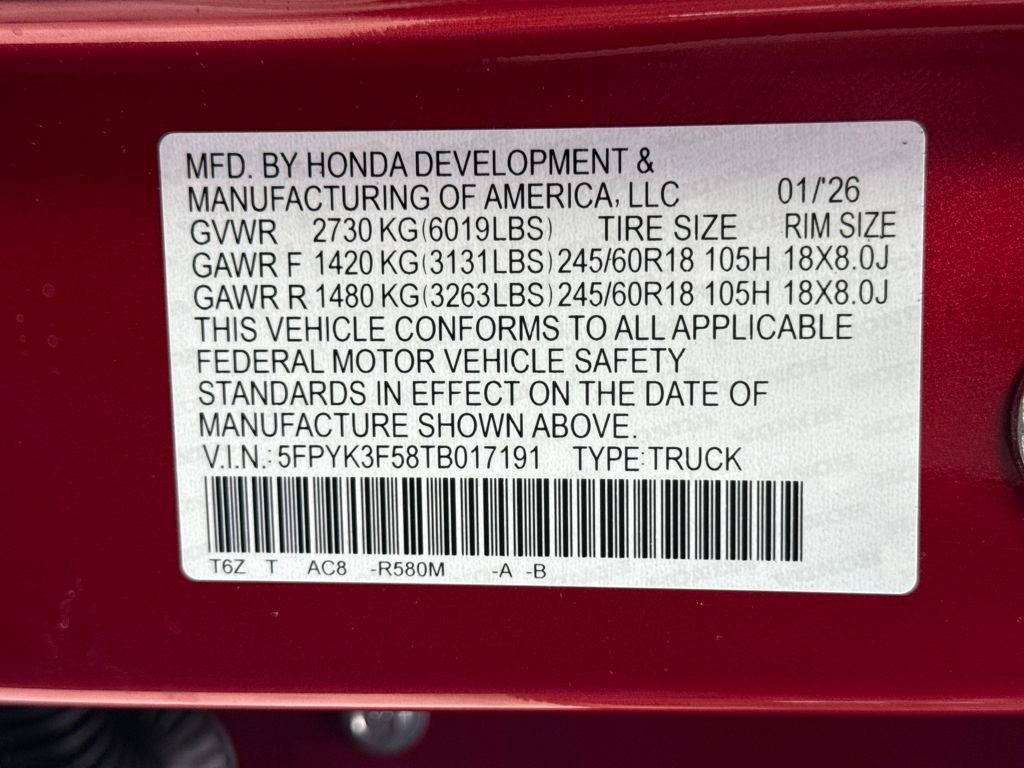 MFD. BY HONDA DEVELOPMENT &
MANUFACTURING OF AMERICA, LLC 01/'26
GVWR 2730 KG(6019LBS) TIRE SIZE RIM SIZE
GAWR F 1420 KG(3131LBS) 245/60R18 105H 18X8.0J
GAWR R 1480 KG(3263LBS) 245/60R18 105H 18X8.0J
THIS VEHICLE CONFORMS TO ALL APPLICABLE
FEDERAL MOTOR VEHICLE SAFETY
STANDARDS IN EFFECT ON THE DATE OF
MANUFACTURE SHOWN ABOVE.
V.I.N.: 5FPYK3F58TB017191 TYPE: TRUCK
T6Z T AC8 -R580M -A -B